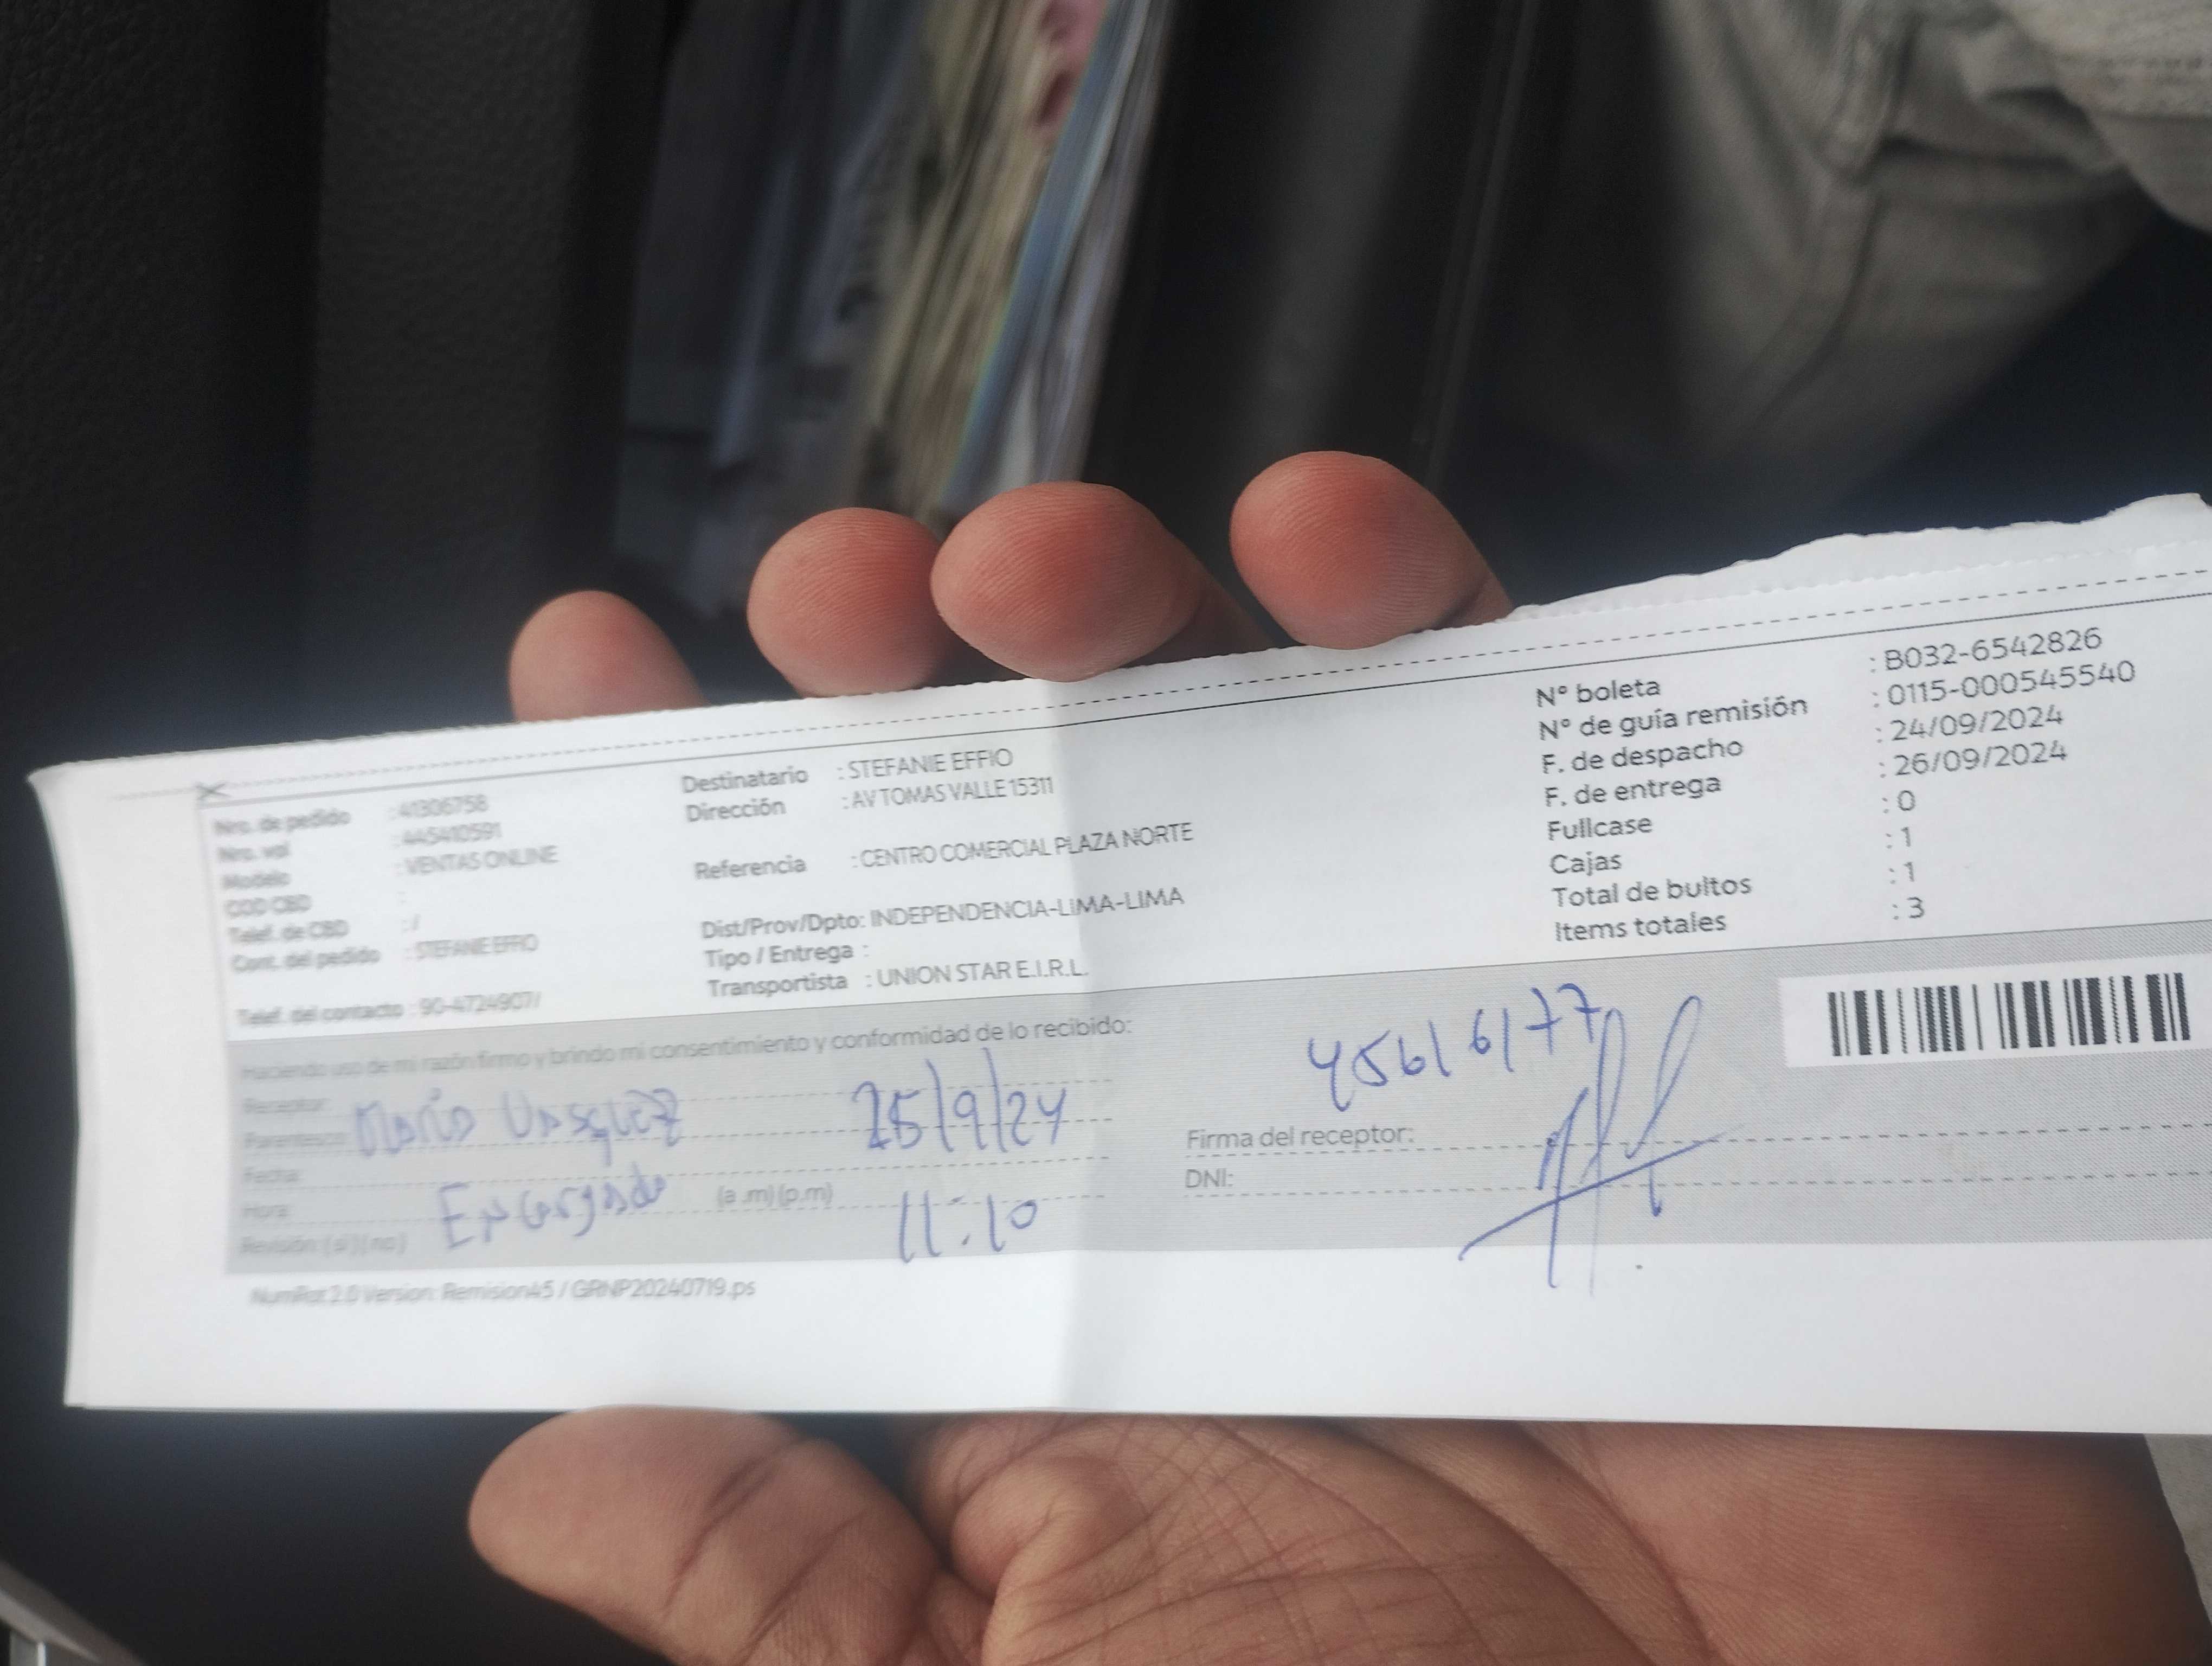 Nro. de pedido : 41306758
Nro. vol : 445410591
Modelo : VENTAS ONLINE
COD CBD :
Telef. de CBD : /
Cont. del pedido : STEFANIE EFFIO
Telef. del contacto : 90-4724907/
Destinatario : STEFANIE EFFIO
Dirección : AV TOMAS VALLE 15311
Referencia : CENTRO COMERCIAL PLAZA NORTE
Dist/Prov/Dpto: INDEPENDENCIA-LIMA-LIMA
Tipo / Entrega :
Transportista : UNION STAR E.I.R.L.
N° boleta : B032-6542826
N° de guía remisión : 0115-000545540
F. de despacho : 24/09/2024
F. de entrega : 26/09/2024
Fullcase : 0
Cajas : 1
Total de bultos : 1
Items totales : 3
Haciendo uso de mi razón firmo y brindo mi consentimiento y conformidad de lo recibido:
Receptor:
Parentesco:
Fecha:
Hora: (a .m) (p.m)
Revisión: (si) (no)
25/9/24
Encargado
11:10
Firma del receptor:
DNI:
Version: Remision45 / GRNP20240719.ps